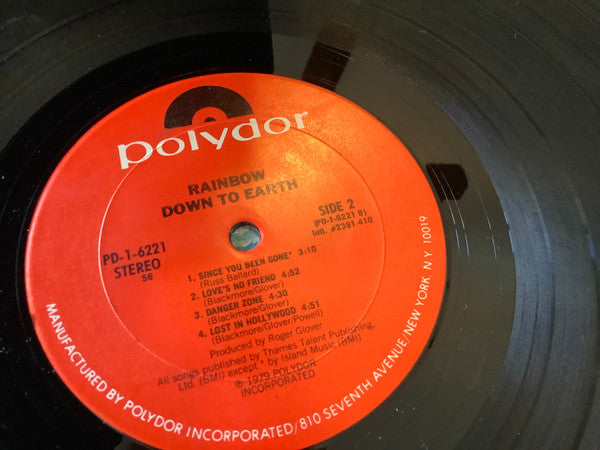 polydor
RAINBOW
DOWN TO EARTH
PD-1-6221
STEREO
56
SIDE 2
(PD-1-6221 B)
Intl. #2391 410
1. SINCE YOU BEEN GONE* 3:10
(Russ Ballard)
2. LOVE'S NO FRIEND 4:52
(Blackmore/Glover)
3. DANGER ZONE 4:30
(Blackmore/Glover)
4. LOST IN HOLLYWOOD 4:51
(Blackmore/Glover/Powell)
Produced by Roger Glover
All songs published by Thames Talent Publishing,
Ltd. (BMI) except * by Island Music (BMI)
℗ 1979 POLYDOR
INCORPORATED
MANUFACTURED BY POLYDOR INCORPORATED/810 SEVENTH AVENUE/NEW YORK, N Y 10019